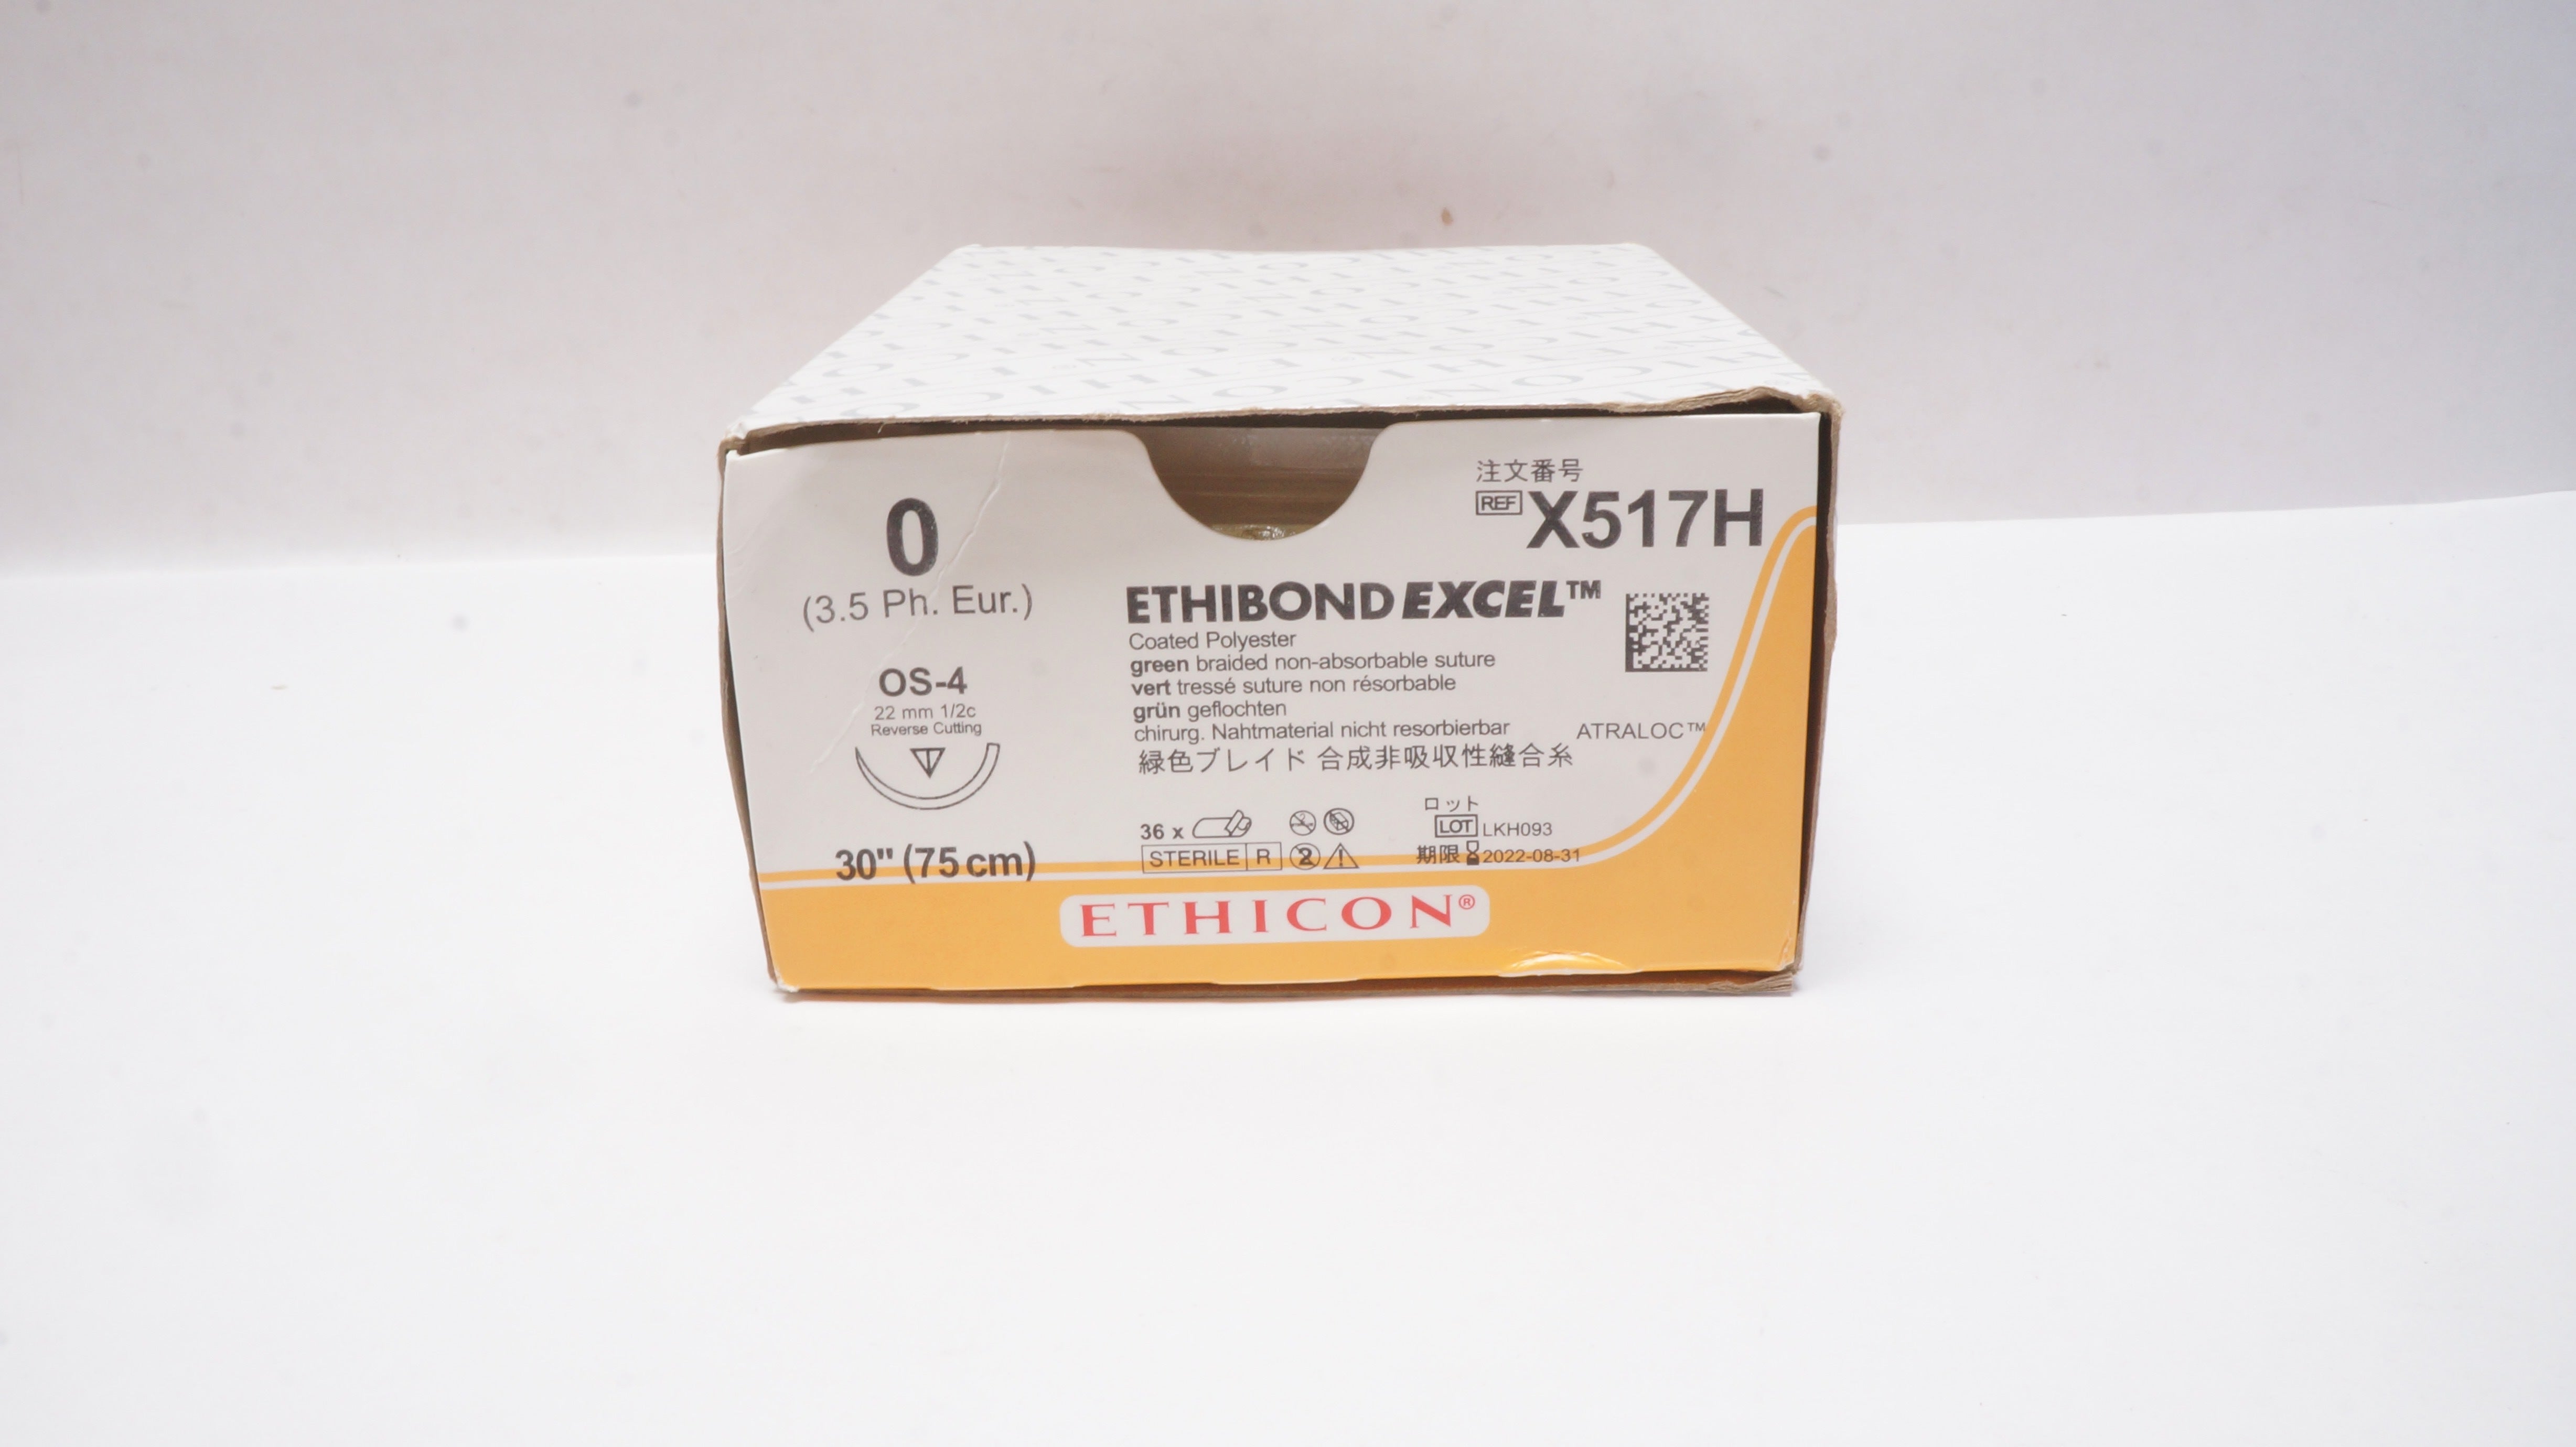 0
(3.5 Ph. Eur.)
OS-4
22 mm 1/2c
Reverse Cutting
30" (75 cm)
注文番号
REF X517H
ETHIBOND EXCEL™
Coated Polyester
green braided non-absorbable suture
vert tressé suture non résorbable
grün geflochten
chirurg. Nahtmaterial nicht resorbierbar
ATRALOC™
緑色ブレイド 合成非吸収性縫合糸
36 x
STERILE R 2
ロット
LOT LKH093
期限 2022-08-31
ETHICON®